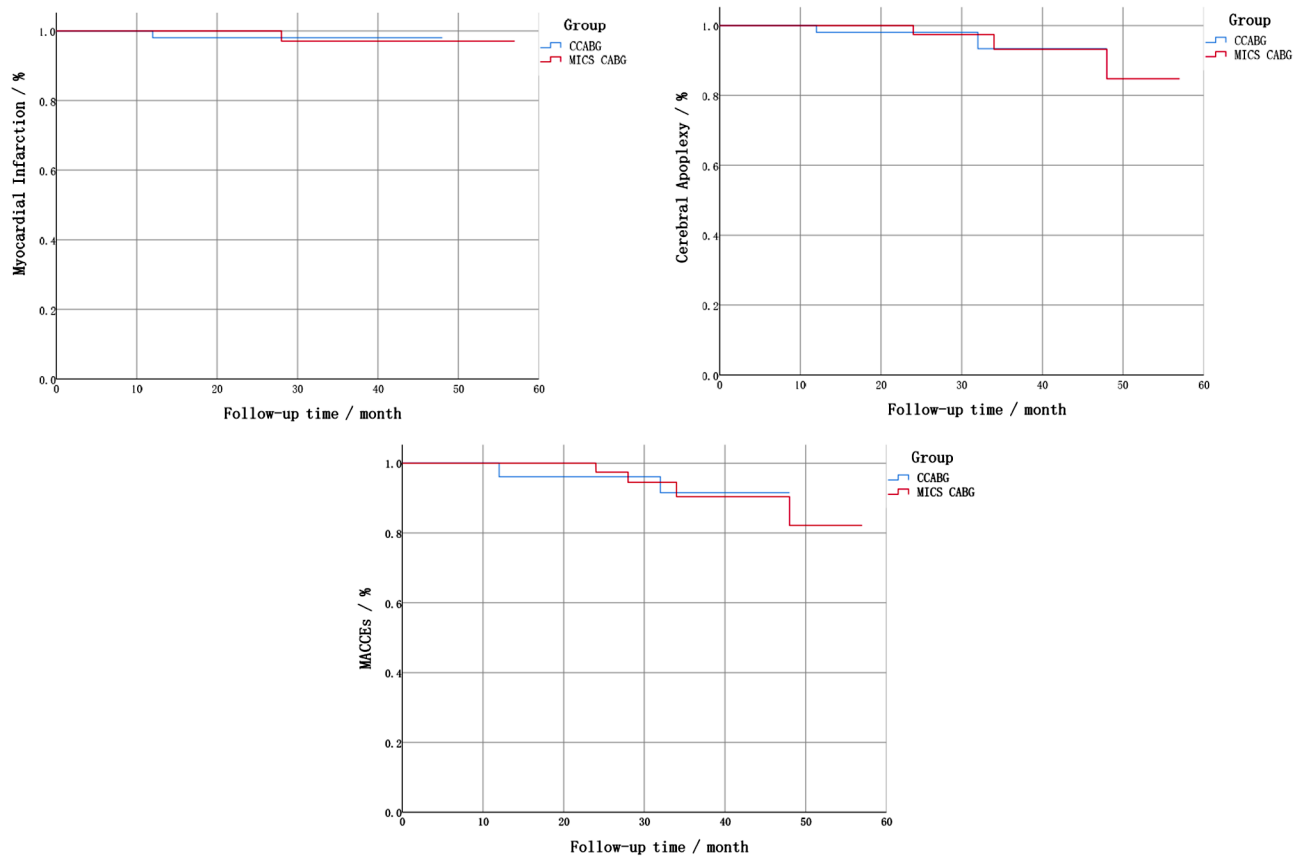 Group
CCABG
MICS CABG
Myocardial Infarction / %
1.0
0.8
0.6
0.4
0.2
0.0
0 10 20 30 40 50 60
Follow-up time / month
Group
CCABG
MICS CABG
Cerebral Apoplexy / %
1.0
0.8
0.6
0.4
0.2
0.0
0 10 20 30 40 50 60
Follow-up time / month
Group
CCABG
MICS CABG
MACCEs / %
1.0
0.8
0.6
0.4
0.2
0.0
0 10 20 30 40 50 60
Follow-up time / month